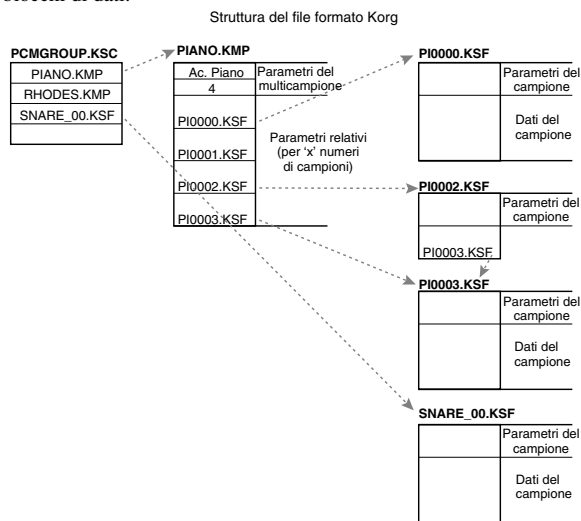 Struttura del file formato Korg
PCMGROUP.KSC
PIANO.KMP
RHODES.KMP
SNARE_00.KSF
PIANO.KMP
Ac. Piano
4
Parametri del
multicampione
PI0000.KSF
PI0001.KSF
PI0002.KSF
PI0003.KSF
Parametri relativi
(per ‘x’ numeri
di campioni)
PI0000.KSF
Parametri del
campione
Dati del
campione
PI0002.KSF
Parametri del
campione
PI0003.KSF
PI0003.KSF
Parametri del
campione
Dati del
campione
SNARE_00.KSF
Parametri del
campione
Dati del
campione